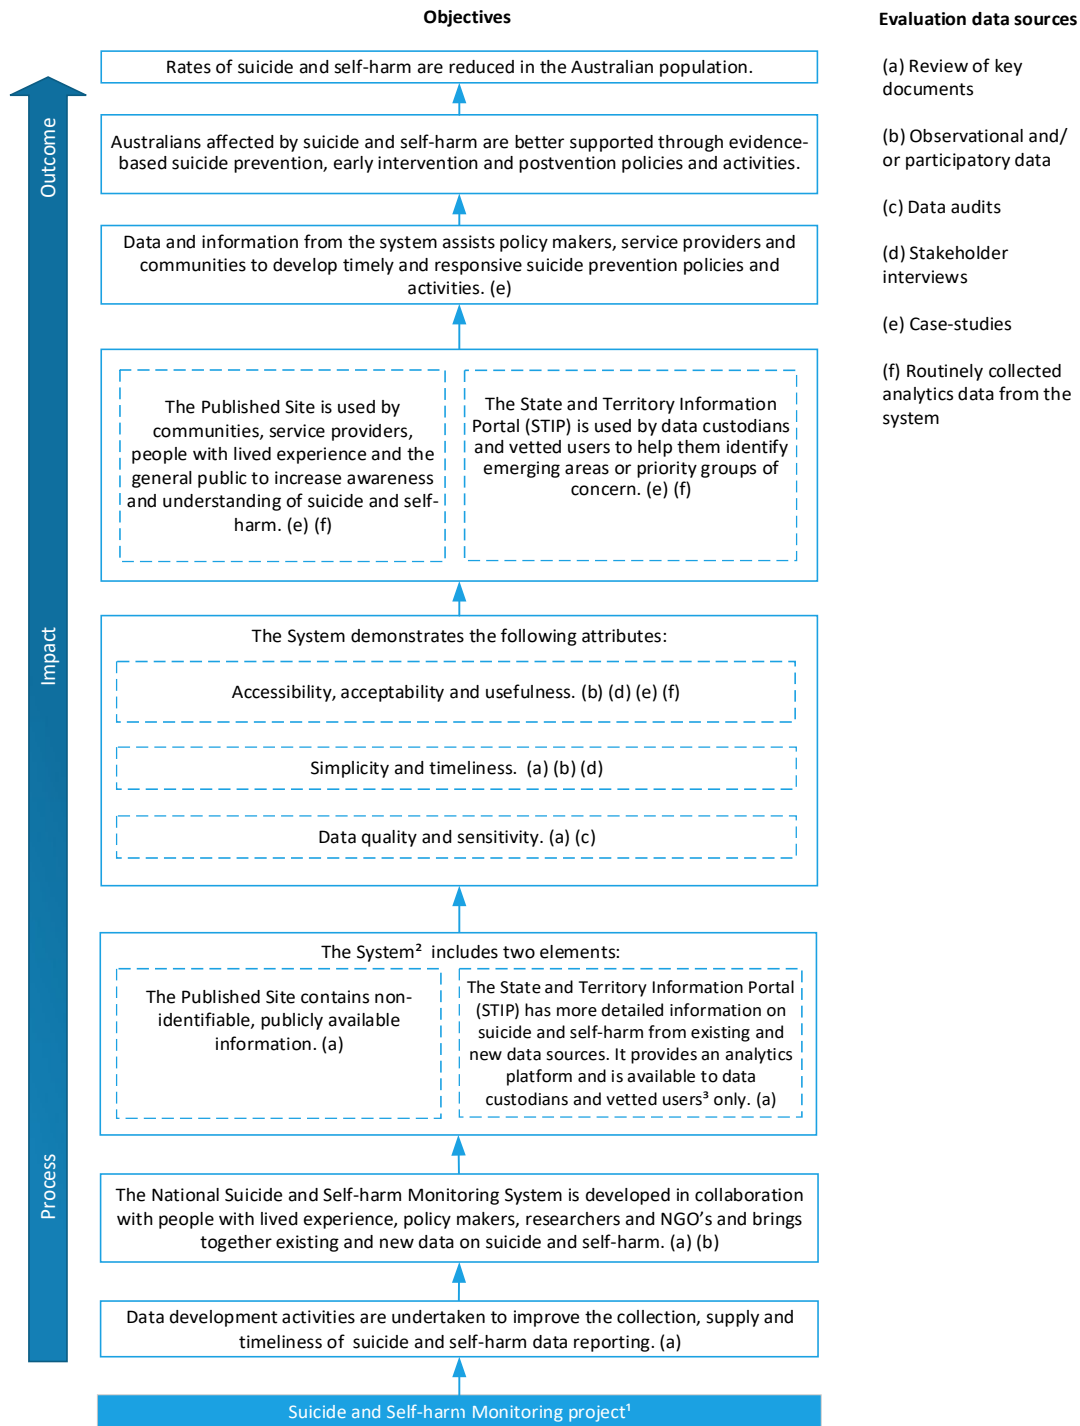 Objectives
Evaluation data sources
Rates of suicide and self-harm are reduced in the Australian population.
Australians affected by suicide and self-harm are better supported through evidence-
based suicide prevention, early intervention and postvention policies and activities.
Data and information from the system assists policy makers, service providers and
communities to develop timely and responsive suicide prevention policies and
activities. (e)
The Published Site is used by
communities, service providers,
people with lived experience and the
general public to increase awareness
and understanding of suicide and self-
harm. (e) (f)
The State and Territory Information
Portal (STIP) is used by data custodians
and vetted users to help them identify
emerging areas or priority groups of
concern. (e) (f)
The System demonstrates the following attributes:
Accessibility, acceptability and usefulness. (b) (d) (e) (f)
Simplicity and timeliness. (a) (b) (d)
Data quality and sensitivity. (a) (c)
The System² includes two elements:
The Published Site contains non-
identifiable, publicly available
information. (a)
The State and Territory Information Portal
(STIP) has more detailed information on
suicide and self-harm from existing and
new data sources. It provides an analytics
platform and is available to data
custodians and vetted users³ only. (a)
The National Suicide and Self-harm Monitoring System is developed in collaboration
with people with lived experience, policy makers, researchers and NGO’s and brings
together existing and new data on suicide and self-harm. (a) (b)
Data development activities are undertaken to improve the collection, supply and
timeliness of suicide and self-harm data reporting. (a)
Suicide and Self-harm Monitoring project¹
Outcome
Impact
Process
(a) Review of key
documents
(b) Observational and/
or participatory data
(c) Data audits
(d) Stakeholder
interviews
(e) Case-studies
(f) Routinely collected
analytics data from the
system